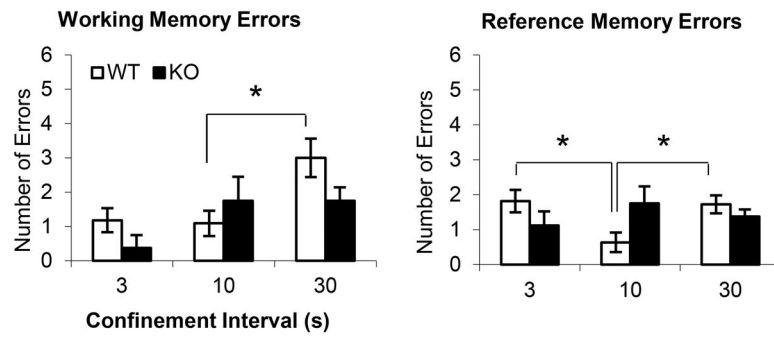 Working Memory Errors
6
5
4
3
2
1
0
Number of Errors
WT KO
*
3 10 30
Confinement Interval (s)
Reference Memory Errors
6
5
4
3
2
1
0
Number of Errors
* *
3 10 30